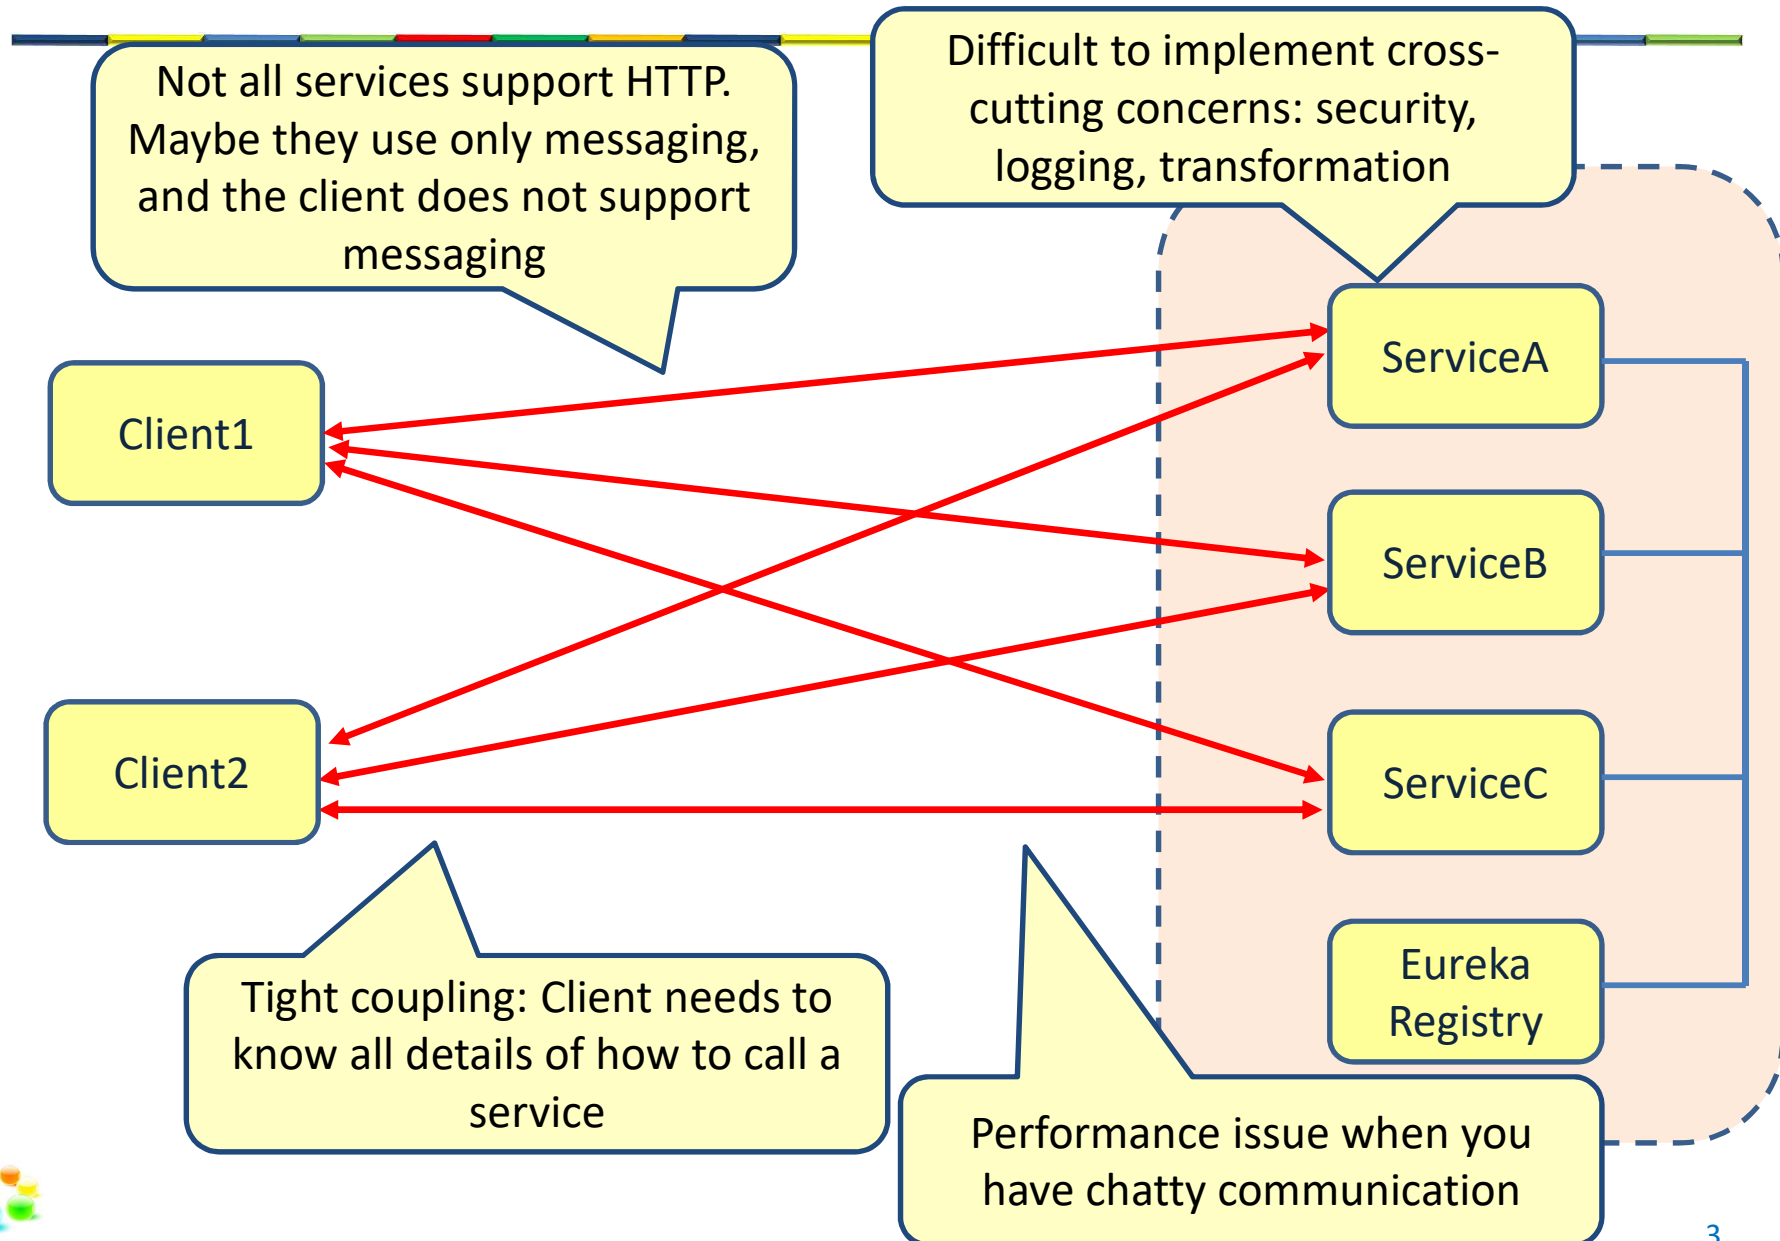 Not all services support HTTP.
Maybe they use only messaging,
and the client does not support
messaging
Difficult to implement cross-
cutting concerns: security,
logging, transformation
Client1
ServiceA
ServiceB
Client2
ServiceC
Eureka
Registry
Tight coupling: Client needs to
know all details of how to call a
service
Performance issue when you
have chatty communication
3